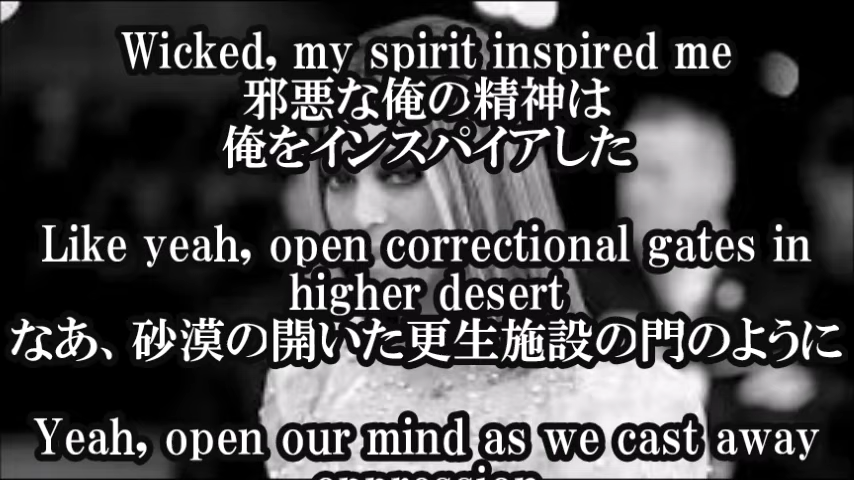 Wicked, my spirit inspired me
邪悪な俺の精神は
俺をインスパイアした
Like yeah, open correctional gates in
higher desert
なあ、砂漠の開いた更生施設の門のように
Yeah, open our mind as we cast away
oppression